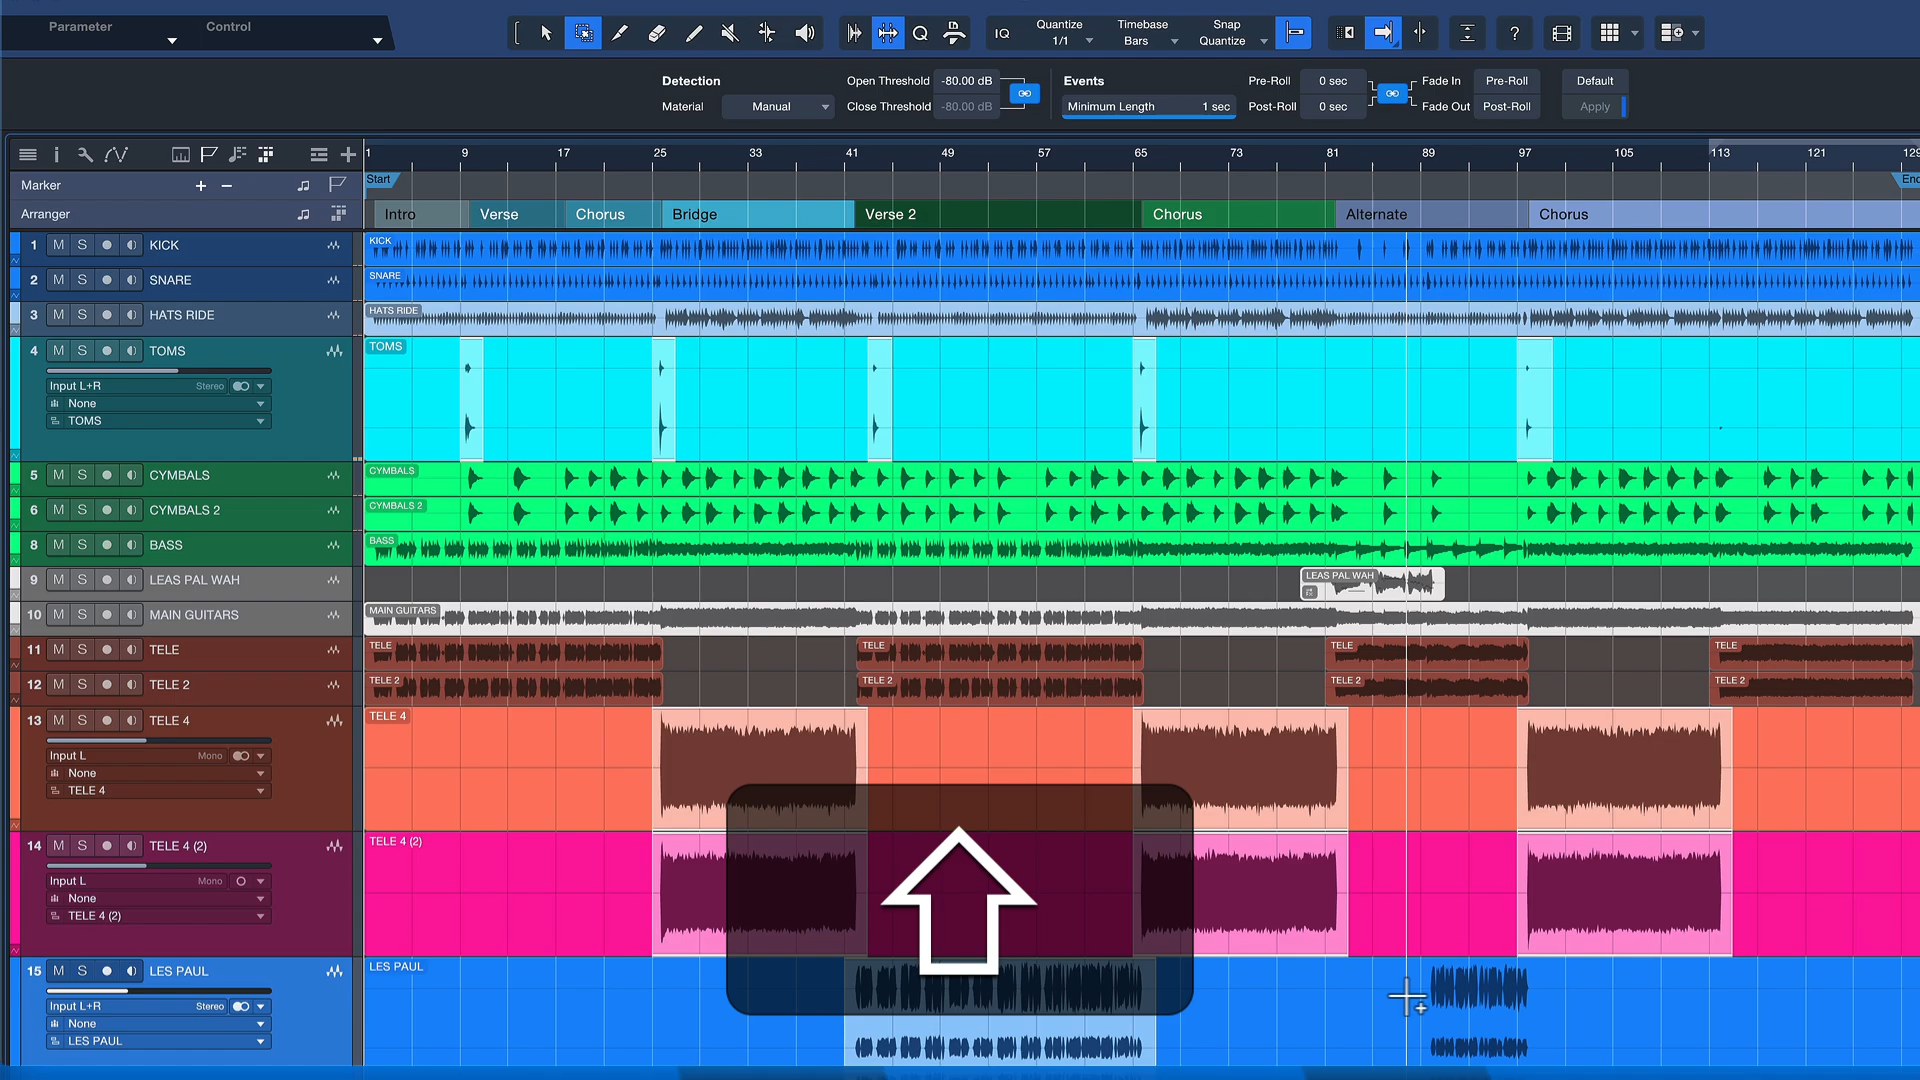 Parameter Control
IQ Quantize Timebase Snap
1/1 Bars Quantize Q ?
Detection Open Threshold -80.00 dB Events Pre-Roll 0 sec Fade In Pre-Roll Default
Material Manual Close Threshold -80.00 dB Minimum Length 1 sec Post-Roll 0 sec Fade Out Post-Roll Apply
1 9 17 25 33 41 49 57 65 73 81 89 97 105 113 121 129
Marker + − Start End
Arranger Intro Verse Chorus Bridge Verse 2 Chorus Alternate Chorus
1 M S KICK KICK
2 M S SNARE SNARE
3 M S HATS RIDE HATS RIDE
4 M S TOMS TOMS
Input L+R Stereo
None
TOMS
5 M S CYMBALS CYMBALS
6 M S CYMBALS 2 CYMBALS 2
8 M S BASS BASS
9 M S LEAS PAL WAH LEAS PAL WAH
10 M S MAIN GUITARS MAIN GUITARS
11 M S TELE TELE TELE TELE TELE
12 M S TELE 2 TELE 2 TELE 2 TELE 2 TELE 2
13 M S TELE 4 TELE 4
Input L Mono
None
TELE 4
14 M S TELE 4 (2) TELE 4 (2)
Input L Mono
None
TELE 4 (2)
15 M S LES PAUL LES PAUL
Input L+R Stereo
None
LES PAUL